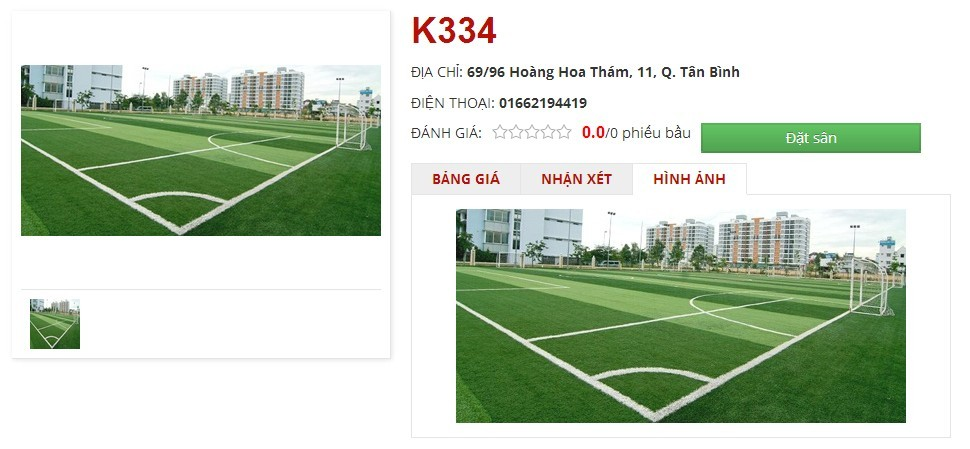 K334
ĐỊA CHỈ: 69/96 Hoàng Hoa Thám, 11, Q. Tân Bình
ĐIỆN THOẠI: 01662194419
ĐÁNH GIÁ: 0.0/0 phiếu bầu
Đặt sân
BẢNG GIÁ NHẬN XÉT HÌNH ẢNH